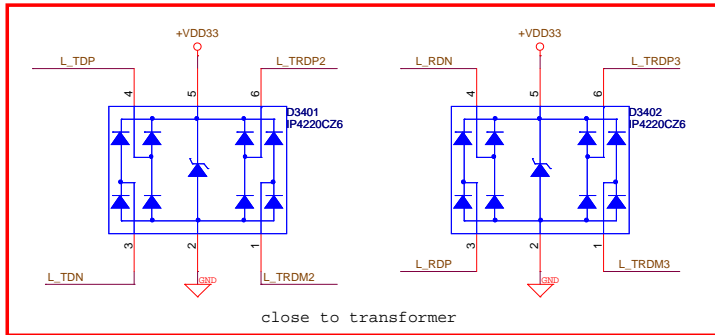 +VDD33
L_TDP
L_TRDP2
4
5
6
D3401
IP4220CZ6
3
2
1
L_TDN
GND
L_TRDM2
+VDD33
L_RDN
L_TRDP3
4
5
6
D3402
IP4220CZ6
3
2
1
L_RDP
GND
L_TRDM3
close to transformer